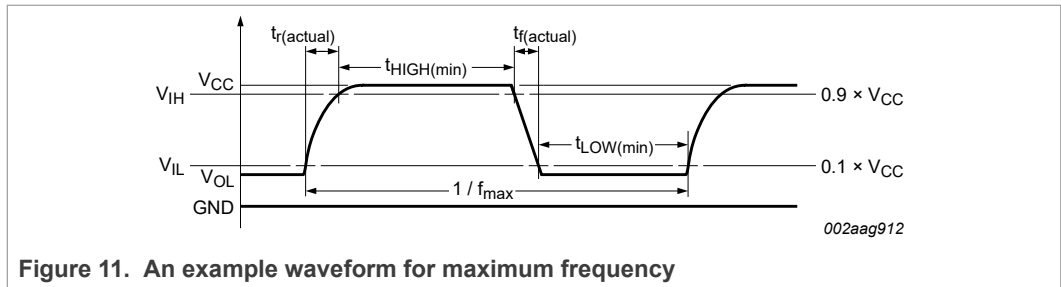 tr(actual) tf(actual)
tHIGH(min)
VCC
VIH 0.9 × VCC
tLOW(min)
VIL 0.1 × VCC
VOL
1 / fmax
GND
002aag912
Figure 11. An example waveform for maximum frequency